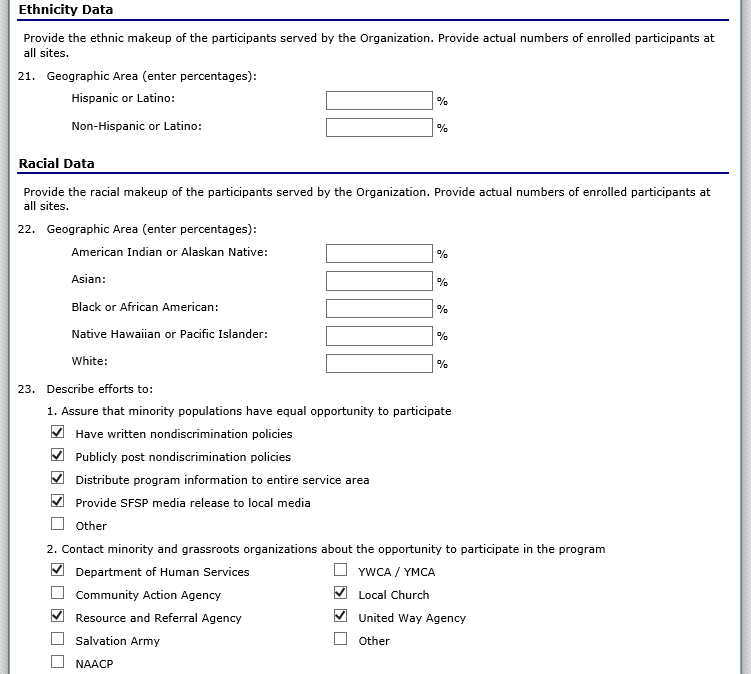 Ethnicity Data
Provide the ethnic makeup of the participants served by the Organization. Provide actual numbers of enrolled participants at
all sites.
21. Geographic Area (enter percentages):
Hispanic or Latino: %
Non-Hispanic or Latino: %
Racial Data
Provide the racial makeup of the participants served by the Organization. Provide actual numbers of enrolled participants at
all sites.
22. Geographic Area (enter percentages):
American Indian or Alaskan Native: %
Asian: %
Black or African American: %
Native Hawaiian or Pacific Islander: %
White: %
23. Describe efforts to:
1. Assure that minority populations have equal opportunity to participate
Have written nondiscrimination policies
Publicly post nondiscrimination policies
Distribute program information to entire service area
Provide SFSP media release to local media
Other
2. Contact minority and grassroots organizations about the opportunity to participate in the program
Department of Human Services YWCA / YMCA
Community Action Agency Local Church
Resource and Referral Agency United Way Agency
Salvation Army Other
NAACP